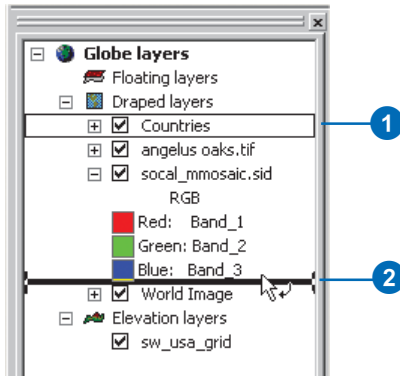 Globe layers
Floating layers
Draped layers
Countries
1
angelus oaks.tif
socal_mmosaic.sid
RGB
Red: Band_1
Green: Band_2
Blue: Band_3
2
World Image
Elevation layers
sw_usa_grid